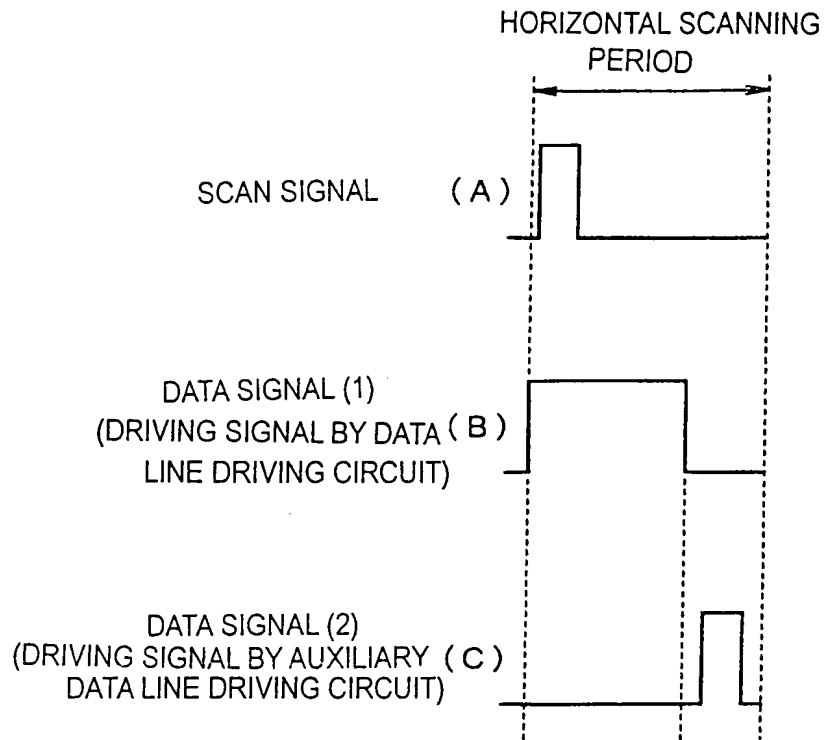 HORIZONTAL SCANNING
PERIOD
SCAN SIGNAL (A)
DATA SIGNAL (1)
(DRIVING SIGNAL BY DATA (B)
LINE DRIVING CIRCUIT)
DATA SIGNAL (2)
(DRIVING SIGNAL BY AUXILIARY (C)
DATA LINE DRIVING CIRCUIT)